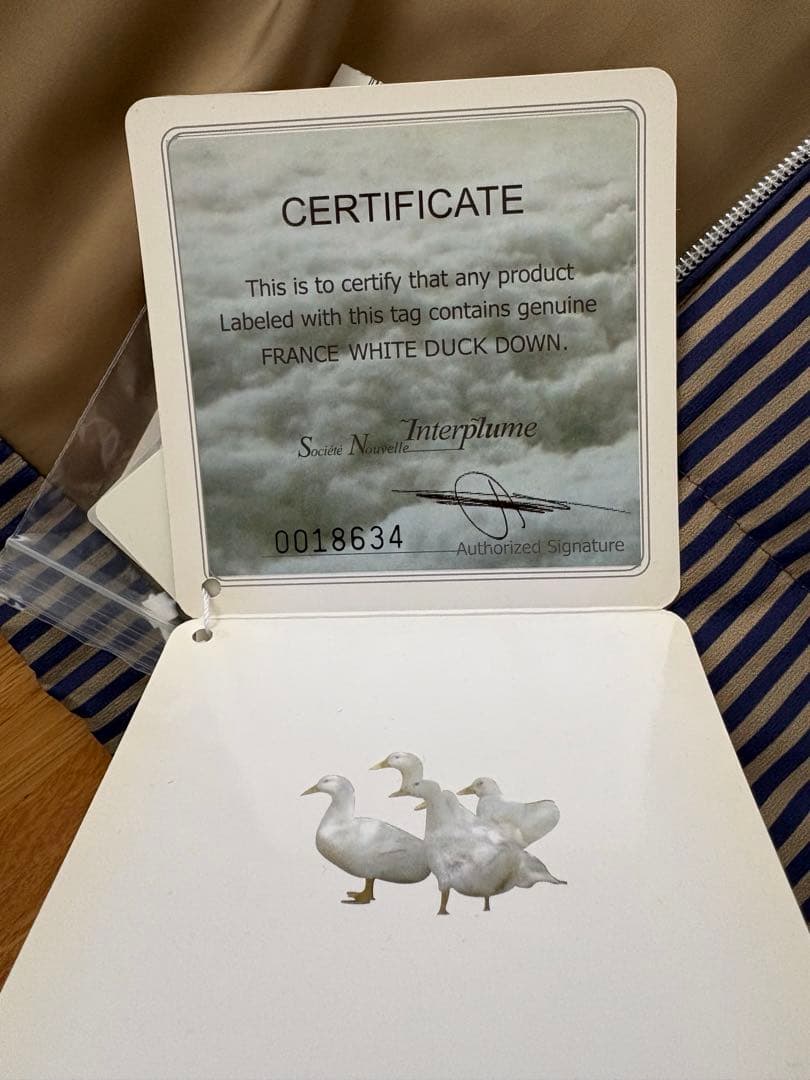 CERTIFICATE
This is to certify that any product
Labeled with this tag contains genuine
FRANCE WHITE DUCK DOWN.
Société Nouvelle Interplume
0018634
Authorized Signature